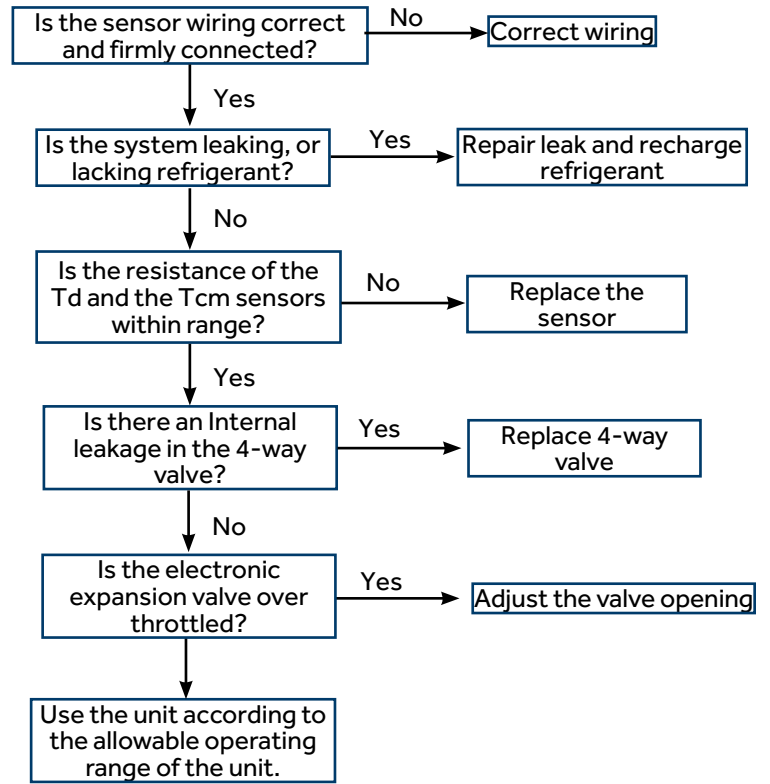 Is the sensor wiring correct
and firmly connected?
No
Correct wiring
Yes
Is the system leaking, or
lacking refrigerant?
Yes
Repair leak and recharge
refrigerant
No
Is the resistance of the
Td and the Tcm sensors
within range?
No
Replace the
sensor
Yes
Is there an Internal
leakage in the 4-way
valve?
Yes
Replace 4-way
valve
No
Is the electronic
expansion valve over
throttled?
Yes
Adjust the valve opening
Use the unit according to
the allowable operating
range of the unit.